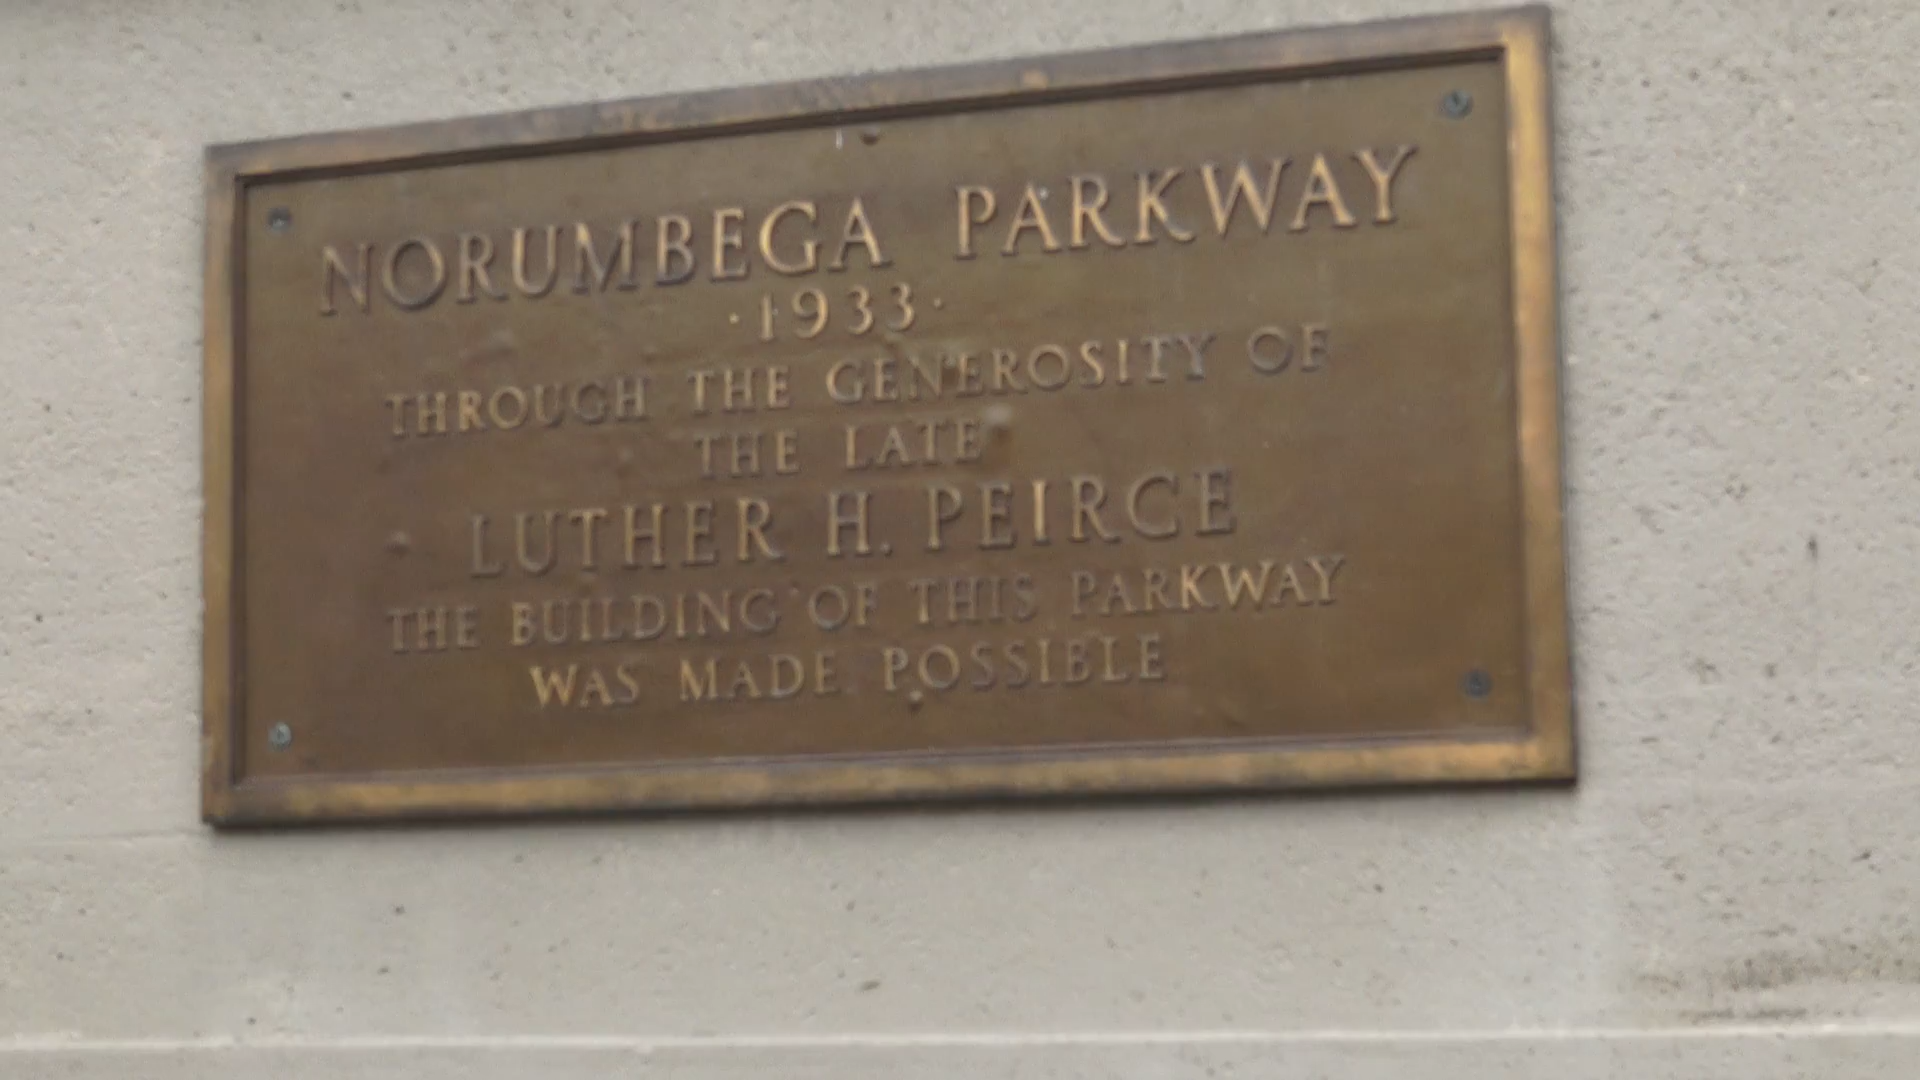 NORUMBEGA PARKWAY
·1933·
THROUGH THE GENEROSITY OF
THE LATE
LUTHER H. PEIRCE
THE BUILDING OF THIS PARKWAY
WAS MADE POSSIBLE